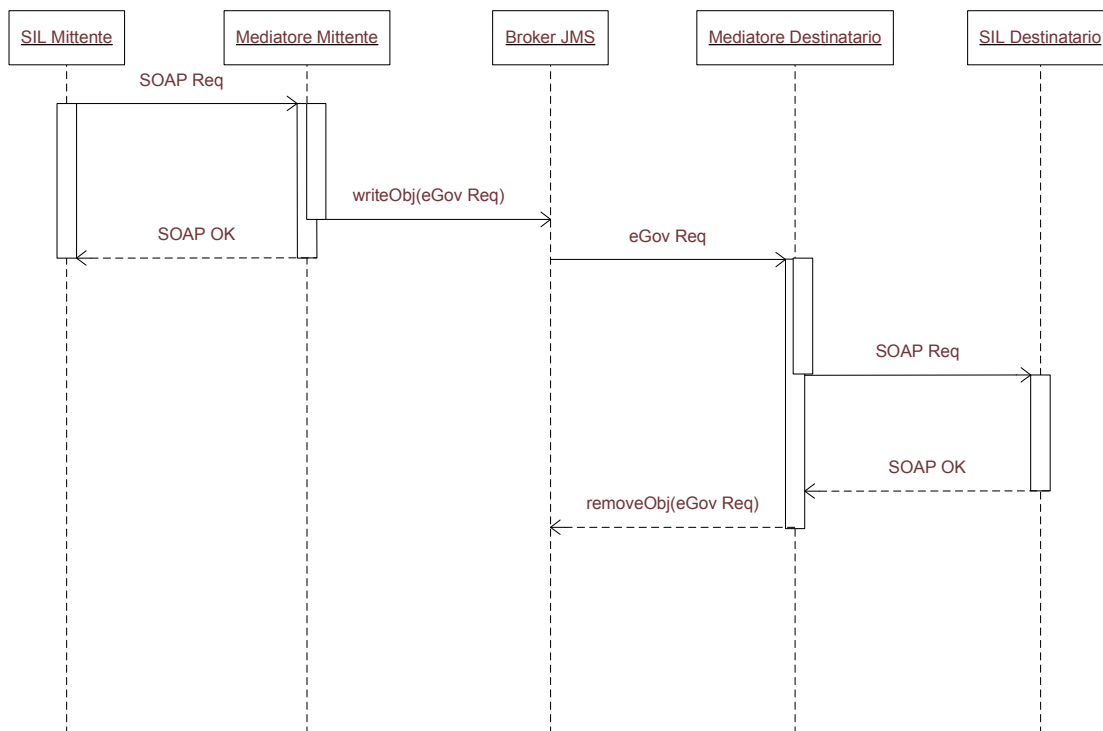 SIL Mittente
Mediatore Mittente
Broker JMS
Mediatore Destinatario
SIL Destinatario
SOAP Req
writeObj(eGov Req)
SOAP OK
eGov Req
SOAP Req
SOAP OK
removeObj(eGov Req)